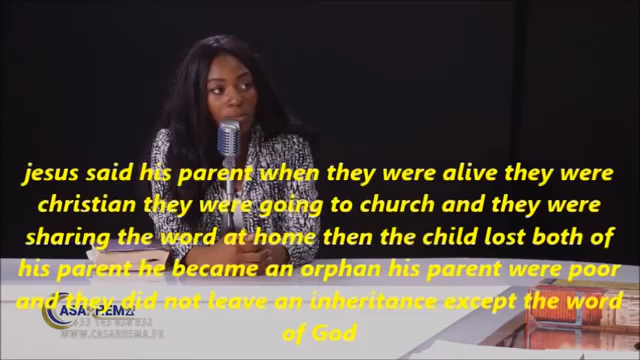 jesus said his parent when they were alive they were
christian they were going to church and they were
sharing the word at home then the child lost both of
his parent he became an orphan his parent were poor
and they did not leave an inheritance except the word
of God
WWW.CASARHEMA.FR